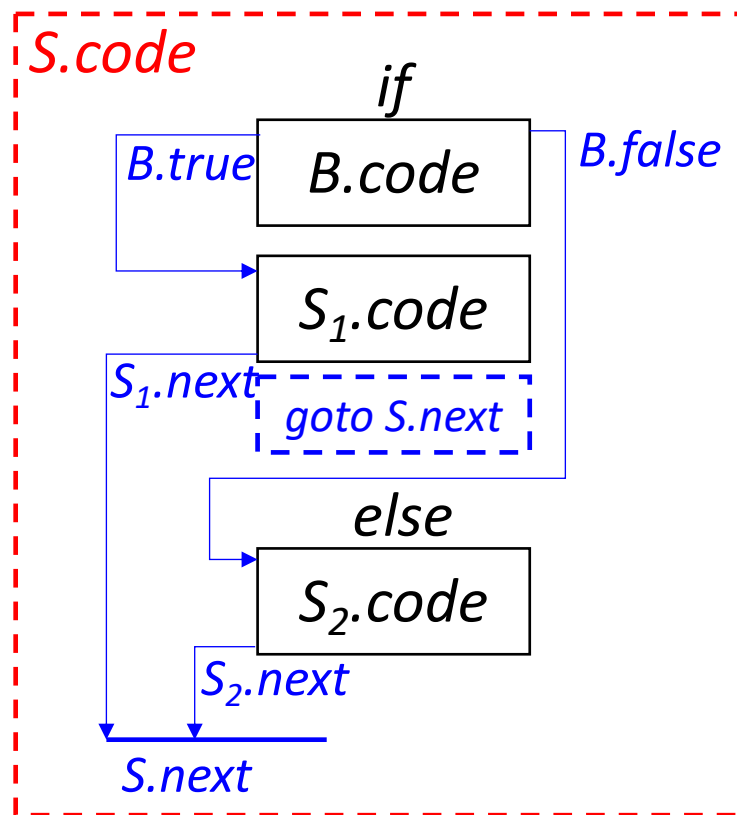 S.code
if
B.true
B.code
B.false
S₁.code
S₁.next
goto S.next
else
S₂.code
S₂.next
S.next